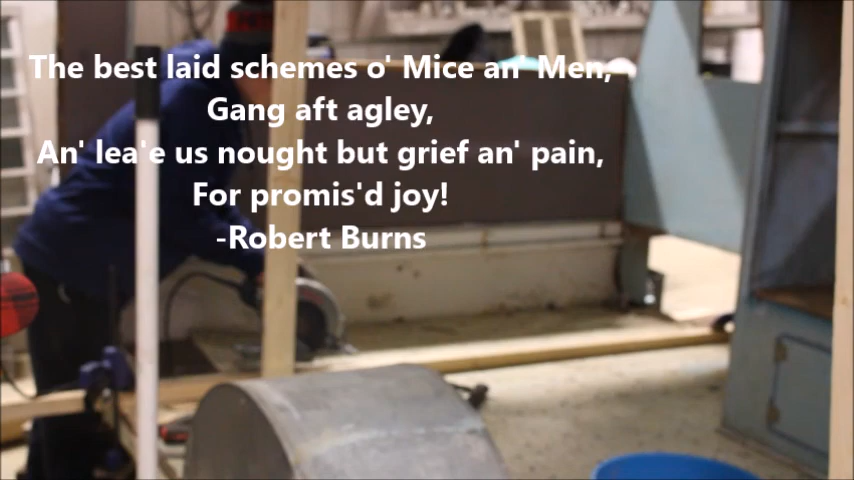 The best laid schemes o' Mice an' Men,
Gang aft agley,
An' lea'e us nought but grief an' pain,
For promis'd joy!
-Robert Burns